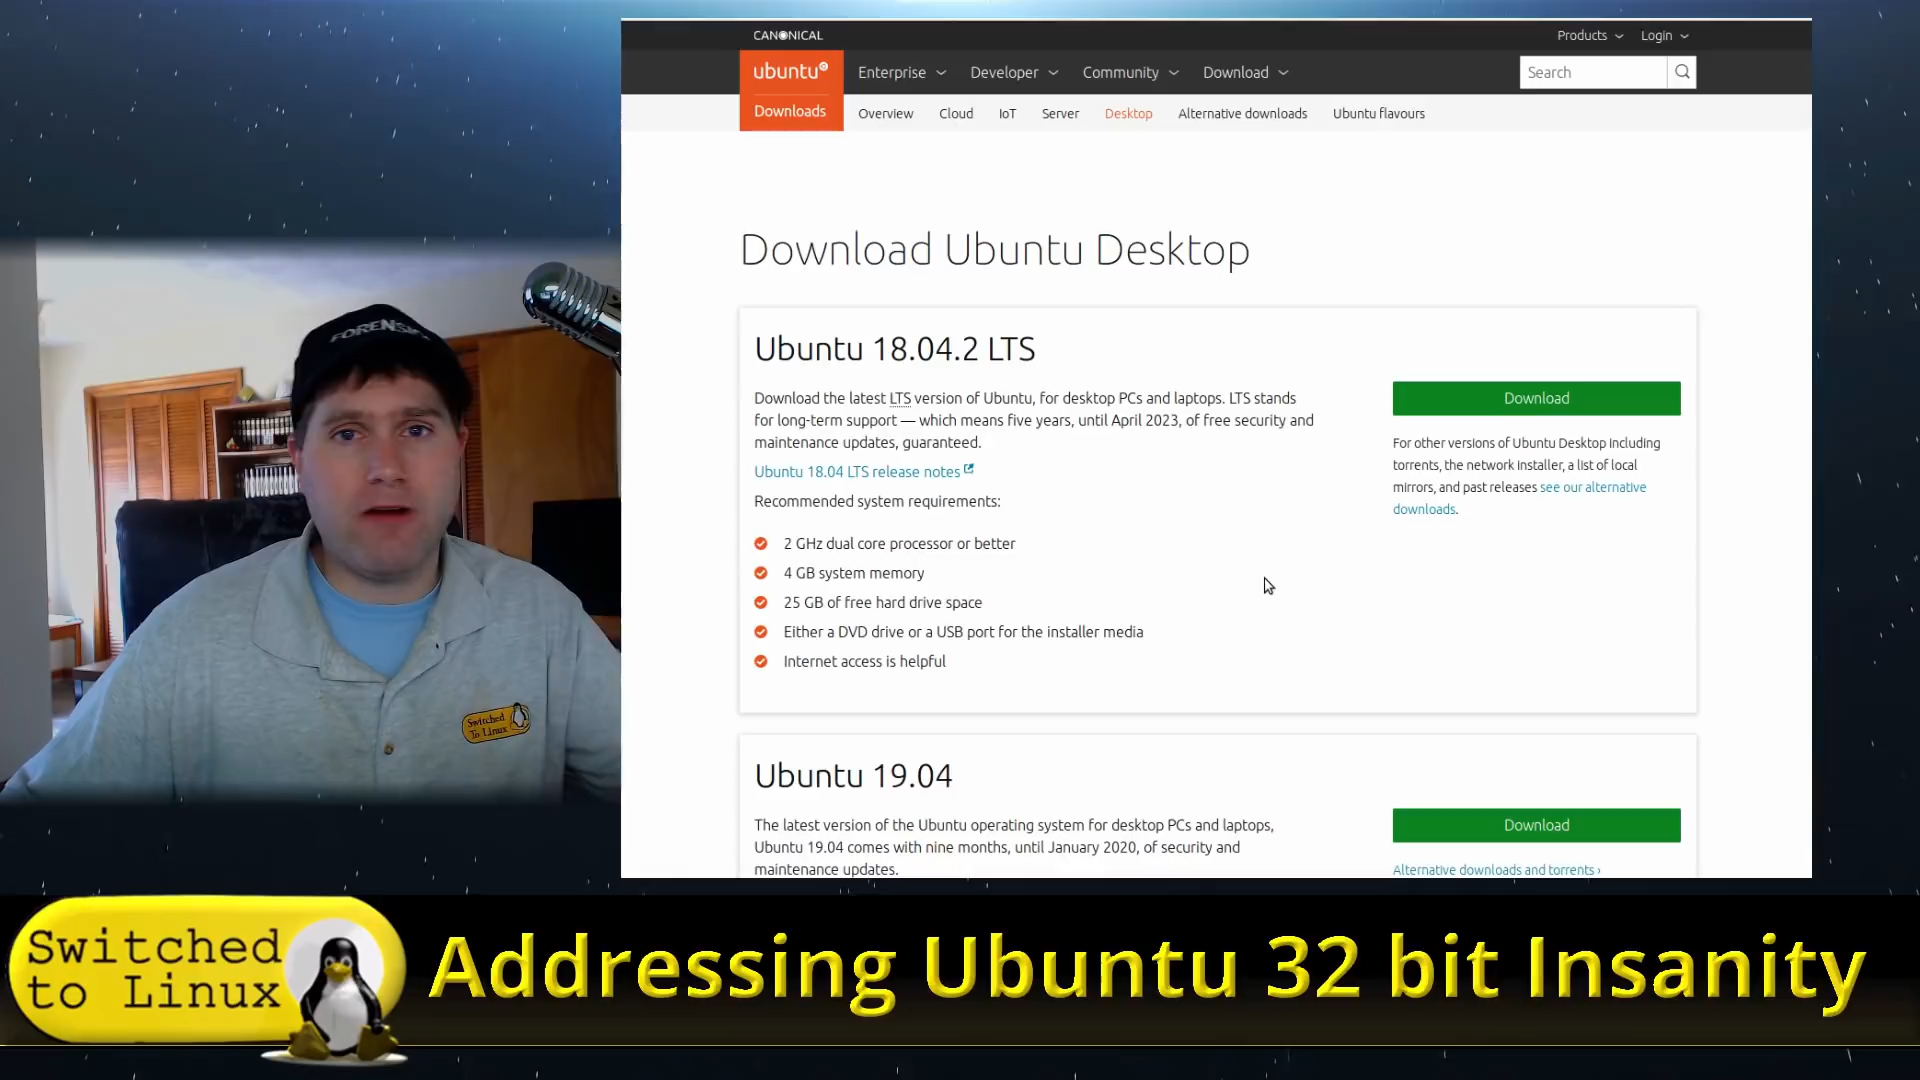 CANONICAL
Products
Login
ubuntu
Enterprise
Developer
Community
Download
Search
Downloads
Overview
Cloud
IoT
Server
Desktop
Alternative downloads
Ubuntu flavours
Download Ubuntu Desktop
Ubuntu 18.04.2 LTS
Download the latest LTS version of Ubuntu, for desktop PCs and laptops. LTS stands
for long-term support — which means five years, until April 2023, of free security and
maintenance updates, guaranteed.
Ubuntu 18.04 LTS release notes
Recommended system requirements:
2 GHz dual core processor or better
4 GB system memory
25 GB of free hard drive space
Either a DVD drive or a USB port for the installer media
Internet access is helpful
Download
For other versions of Ubuntu Desktop including
torrents, the network installer, a list of local
mirrors, and past releases see our alternative
downloads.
Ubuntu 19.04
The latest version of the Ubuntu operating system for desktop PCs and laptops,
Ubuntu 19.04 comes with nine months, until January 2020, of security and
maintenance updates.
Download
Alternative downloads and torrents ›
Switched
To Linux
Switched
to Linux
Addressing Ubuntu 32 bit Insanity